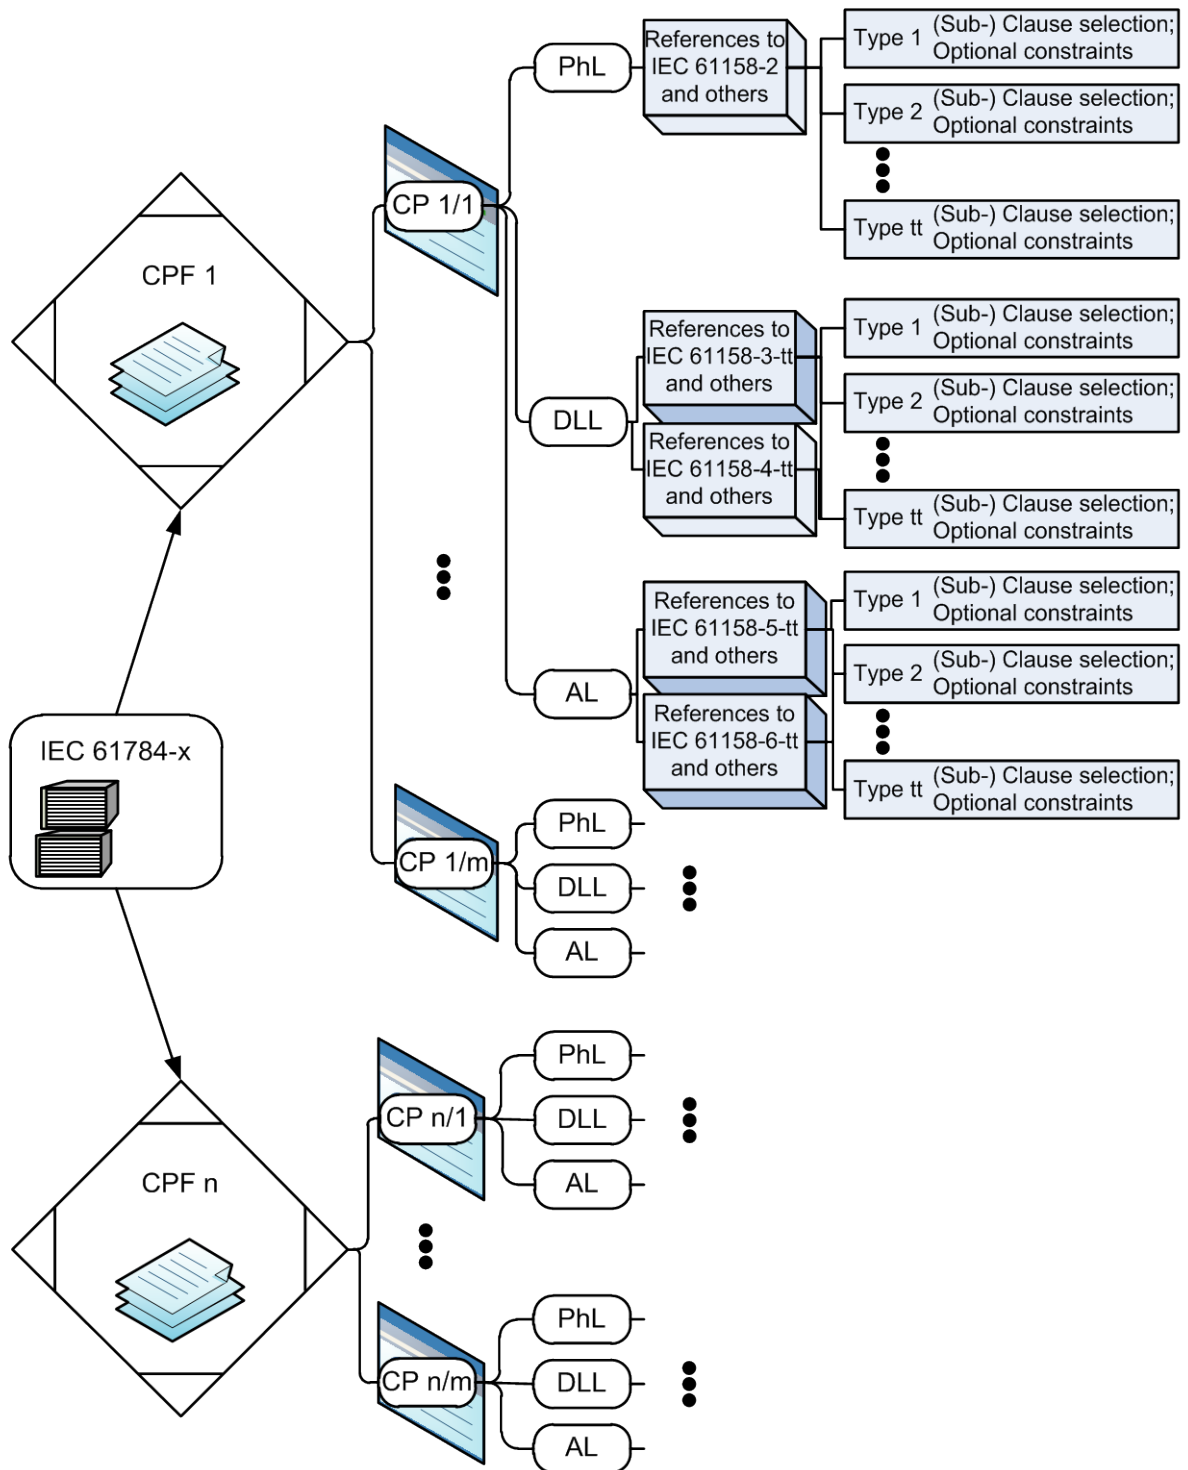 PhL
References to
IEC 61158-2
and others
Type 1
(Sub-) Clause selection;
Optional constraints
Type 2
(Sub-) Clause selection;
Optional constraints
Type tt
(Sub-) Clause selection;
Optional constraints
CP 1/1
CPF 1
DLL
References to
IEC 61158-3-tt
and others
References to
IEC 61158-4-tt
and others
Type 1
(Sub-) Clause selection;
Optional constraints
Type 2
(Sub-) Clause selection;
Optional constraints
Type tt
(Sub-) Clause selection;
Optional constraints
AL
References to
IEC 61158-5-tt
and others
References to
IEC 61158-6-tt
and others
Type 1
(Sub-) Clause selection;
Optional constraints
Type 2
(Sub-) Clause selection;
Optional constraints
Type tt
(Sub-) Clause selection;
Optional constraints
IEC 61784-x
CP 1/m
PhL
DLL
AL
CPF n
CP n/1
PhL
DLL
AL
CP n/m
PhL
DLL
AL